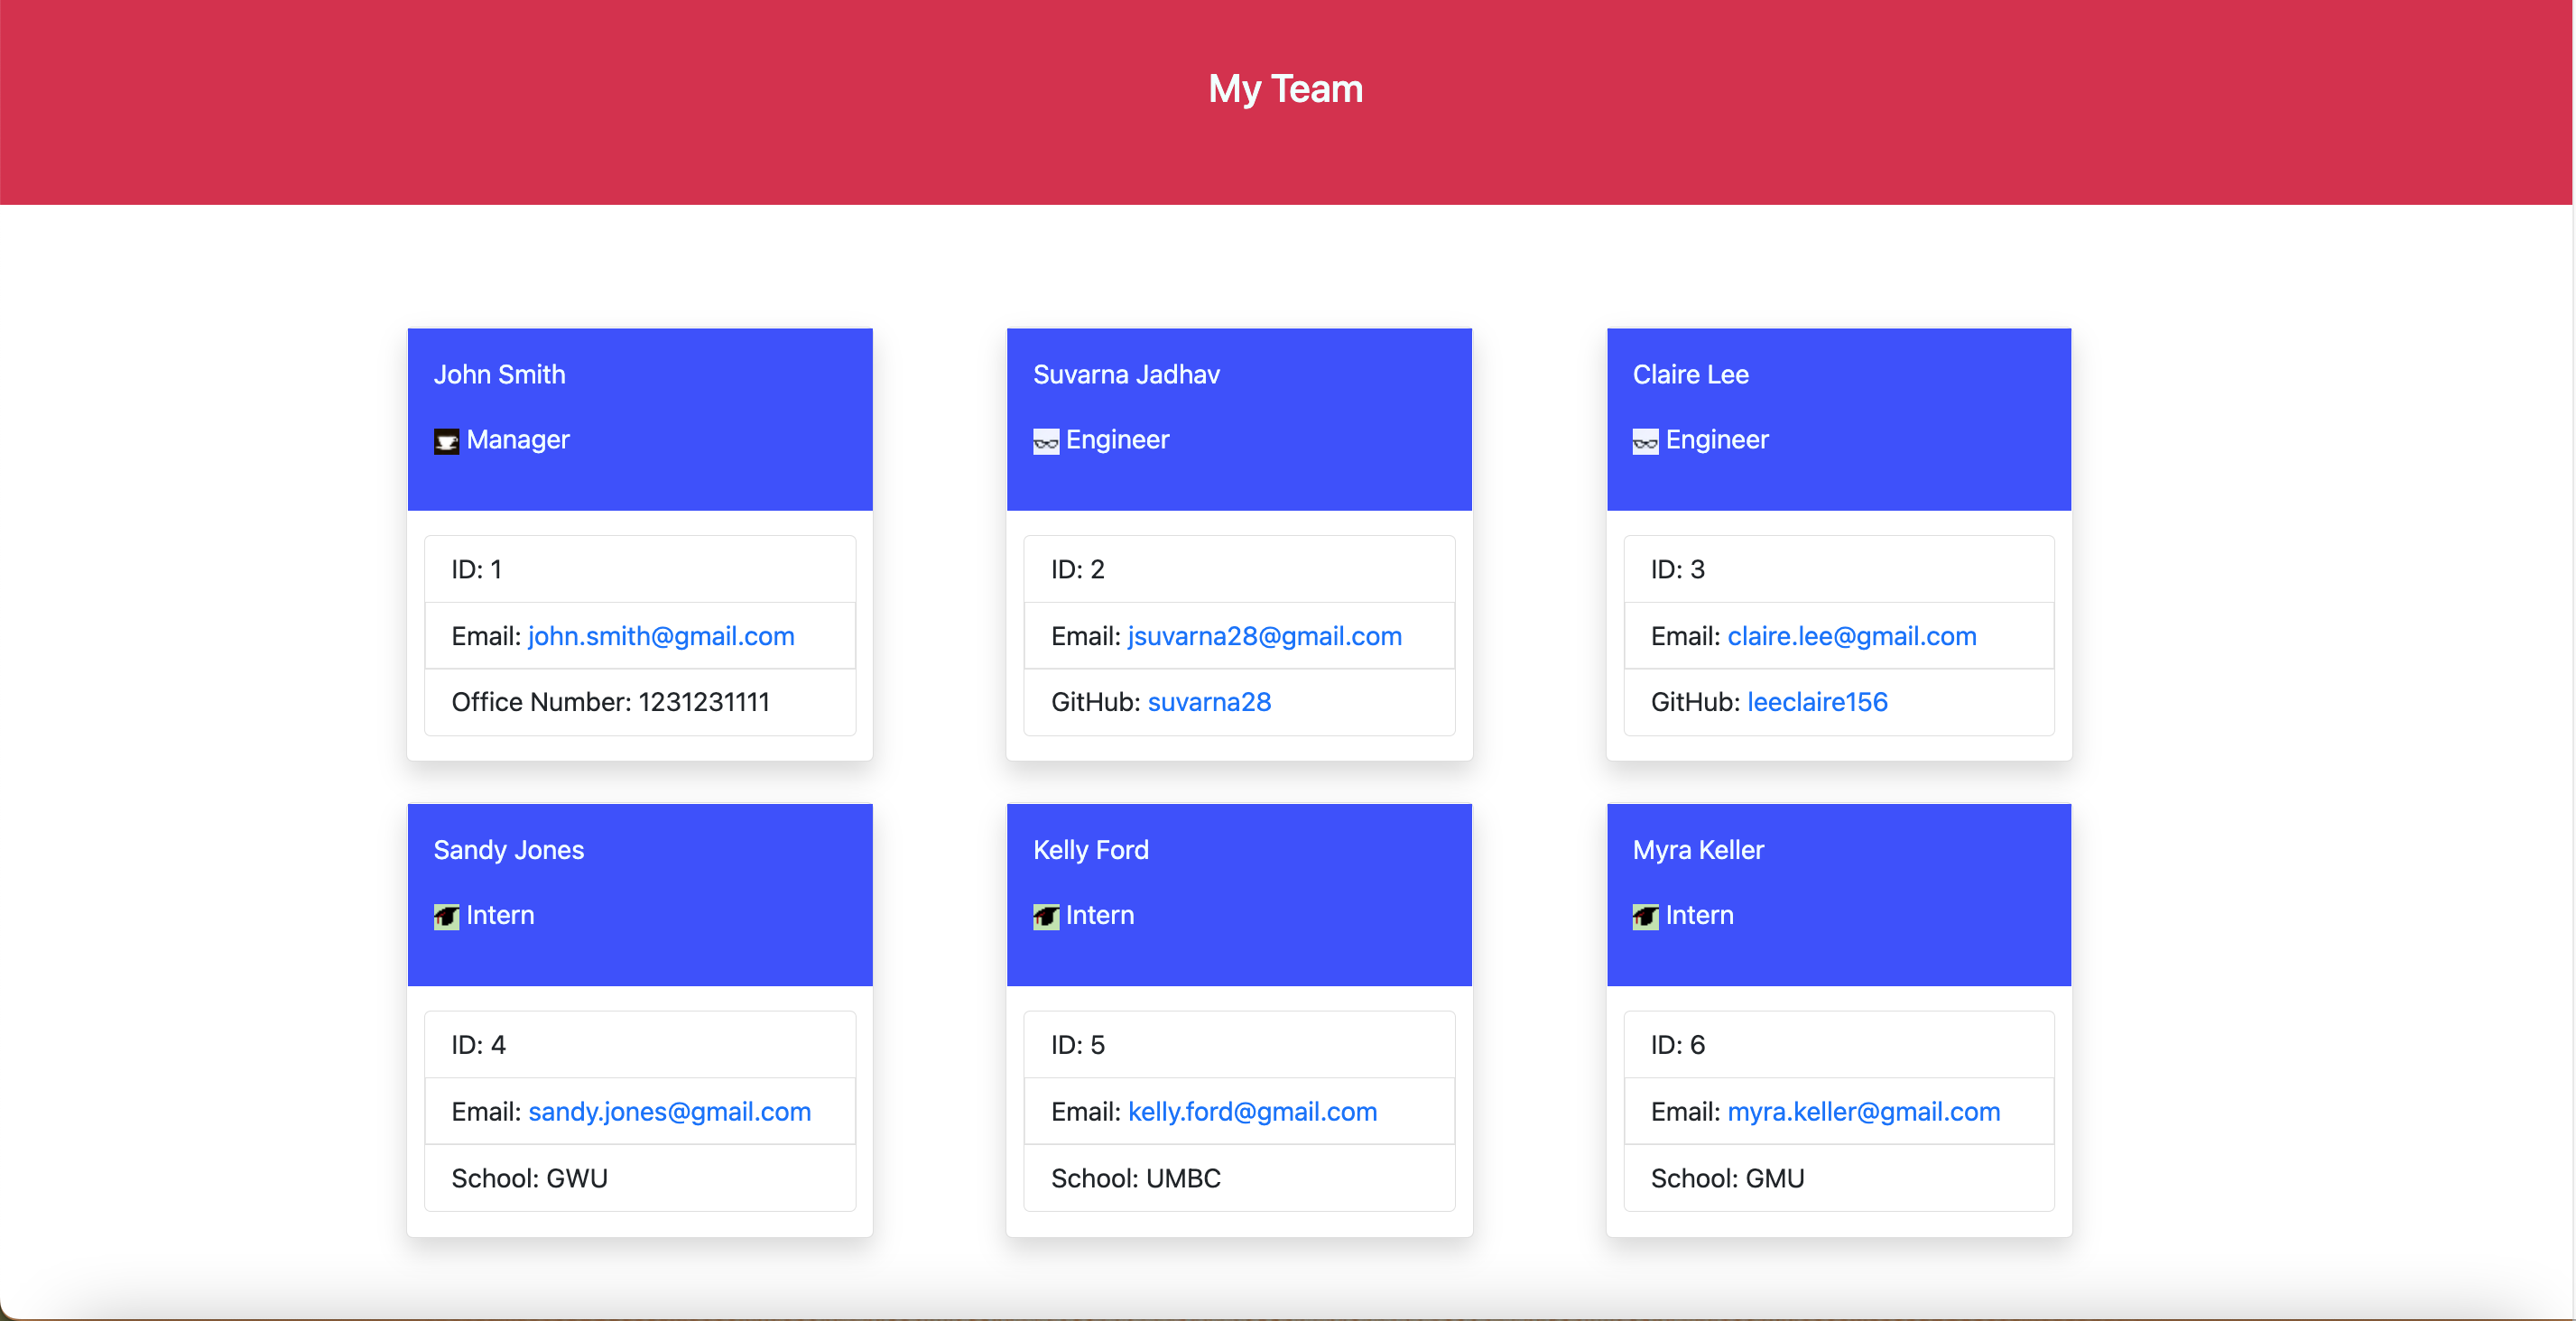 My Team
John Smith
Manager
ID: 1
Email: john.smith@gmail.com
Office Number: 1231231111
Suvarna Jadhav
Engineer
ID: 2
Email: jsuvarna28@gmail.com
GitHub: suvarna28
Claire Lee
Engineer
ID: 3
Email: claire.lee@gmail.com
GitHub: leeclaire156
Sandy Jones
Intern
ID: 4
Email: sandy.jones@gmail.com
School: GWU
Kelly Ford
Intern
ID: 5
Email: kelly.ford@gmail.com
School: UMBC
Myra Keller
Intern
ID: 6
Email: myra.keller@gmail.com
School: GMU